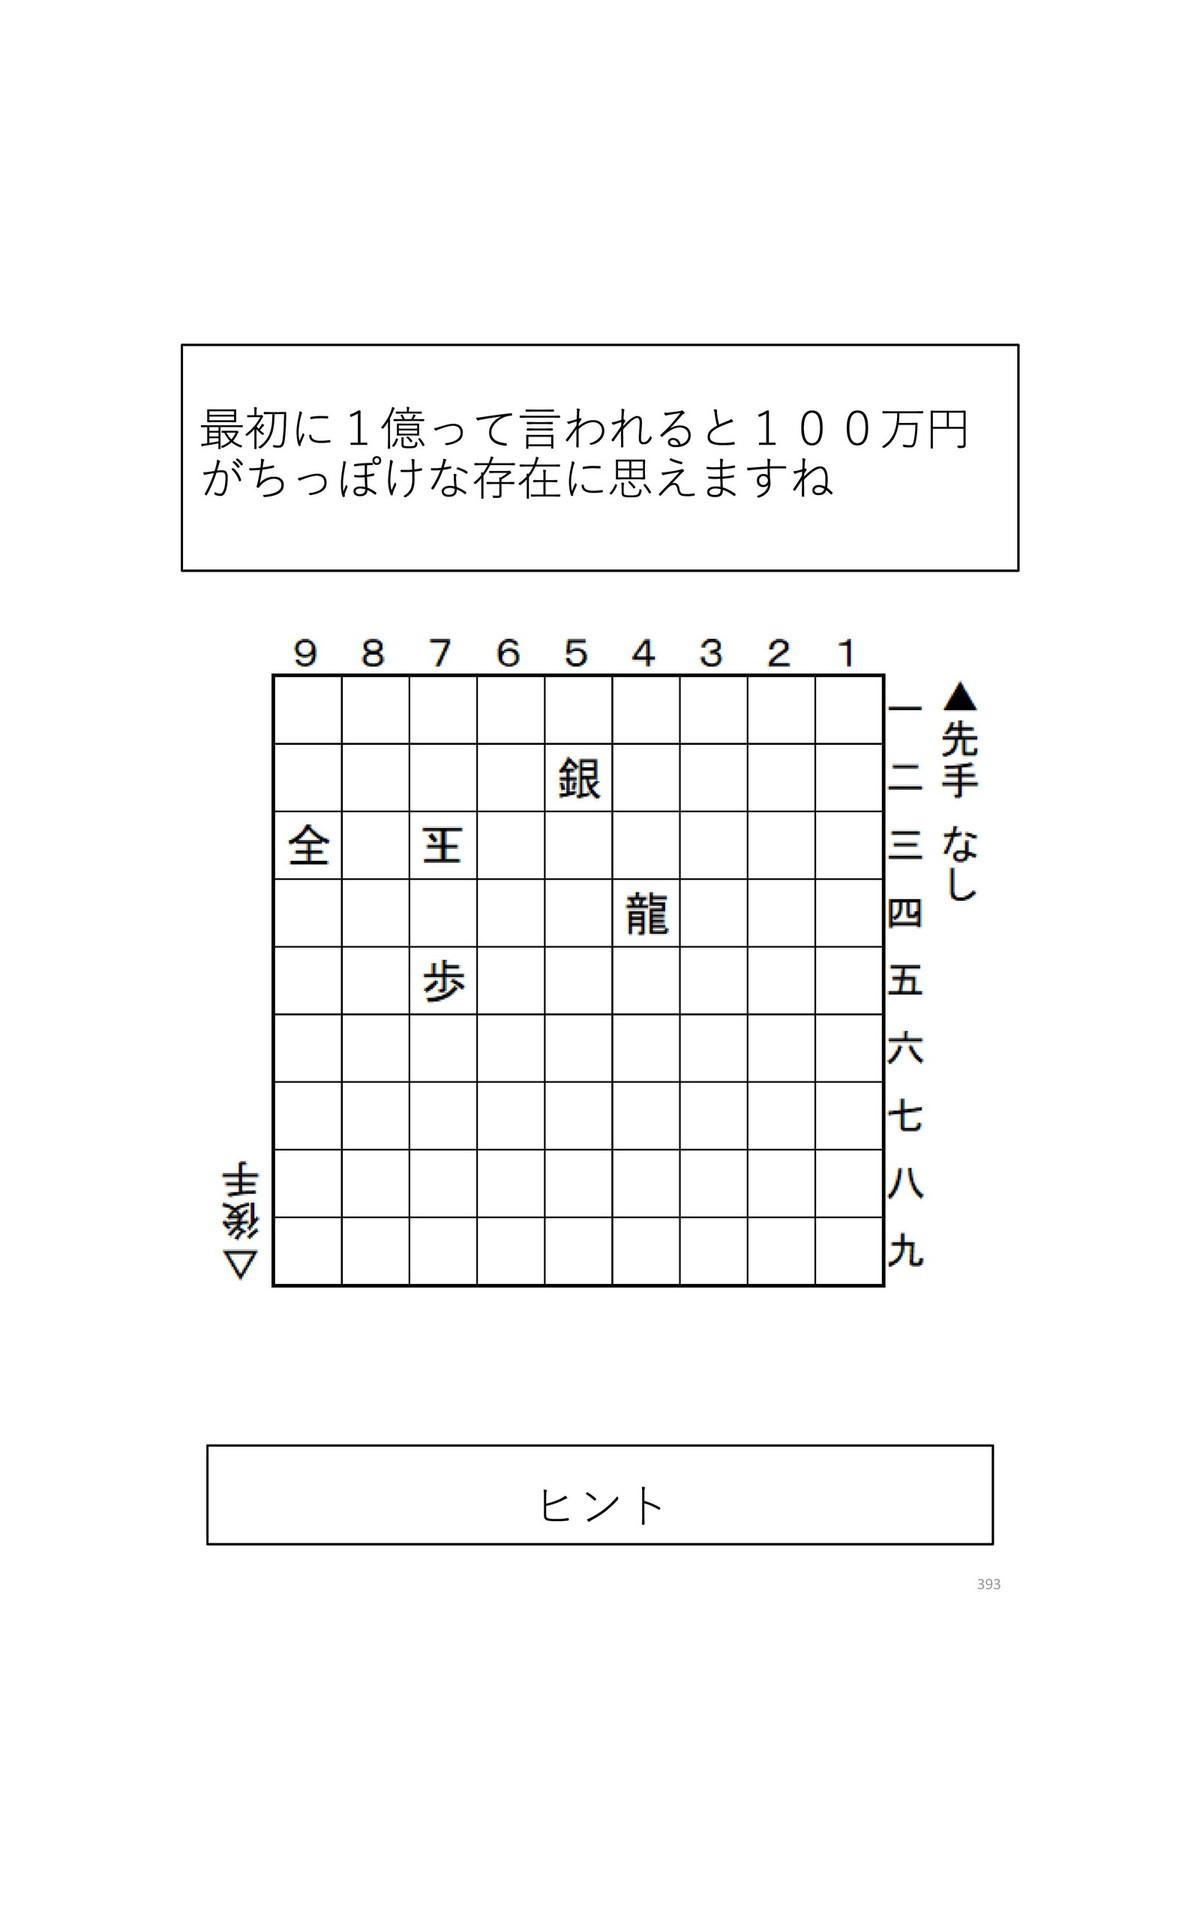 最初に１億って言われると１００万円
がちっぽけな存在に思えますね
9 8 7 6 5 4 3 2 1
一
二
三
四
五
六
七
八
九
銀
全
王
龍
歩
▲先手 なし
△後手
ヒント
393